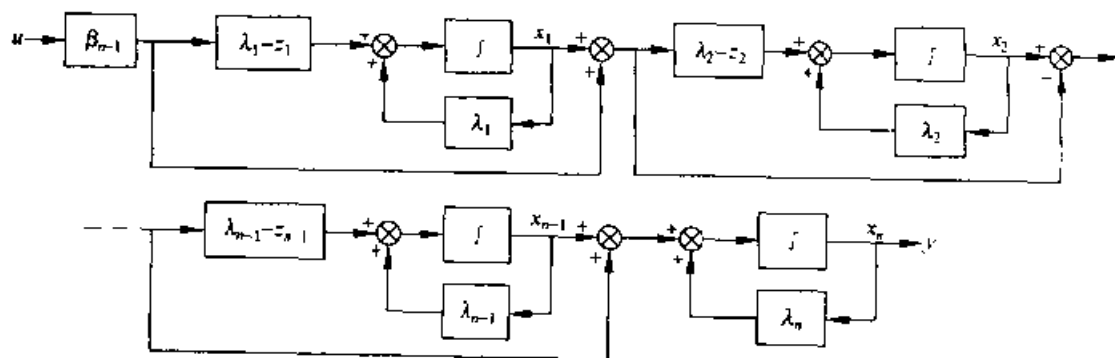 u β_{n-1} λ_1-z_1 + + ∫ x_1 + + λ_2-z_2 + + ∫ x_2 + -
λ_1 λ_2
λ_{n-1}-z_{n-1} + + ∫ x_{n-1} + + + + ∫ x_n y
λ_{n-1} λ_n